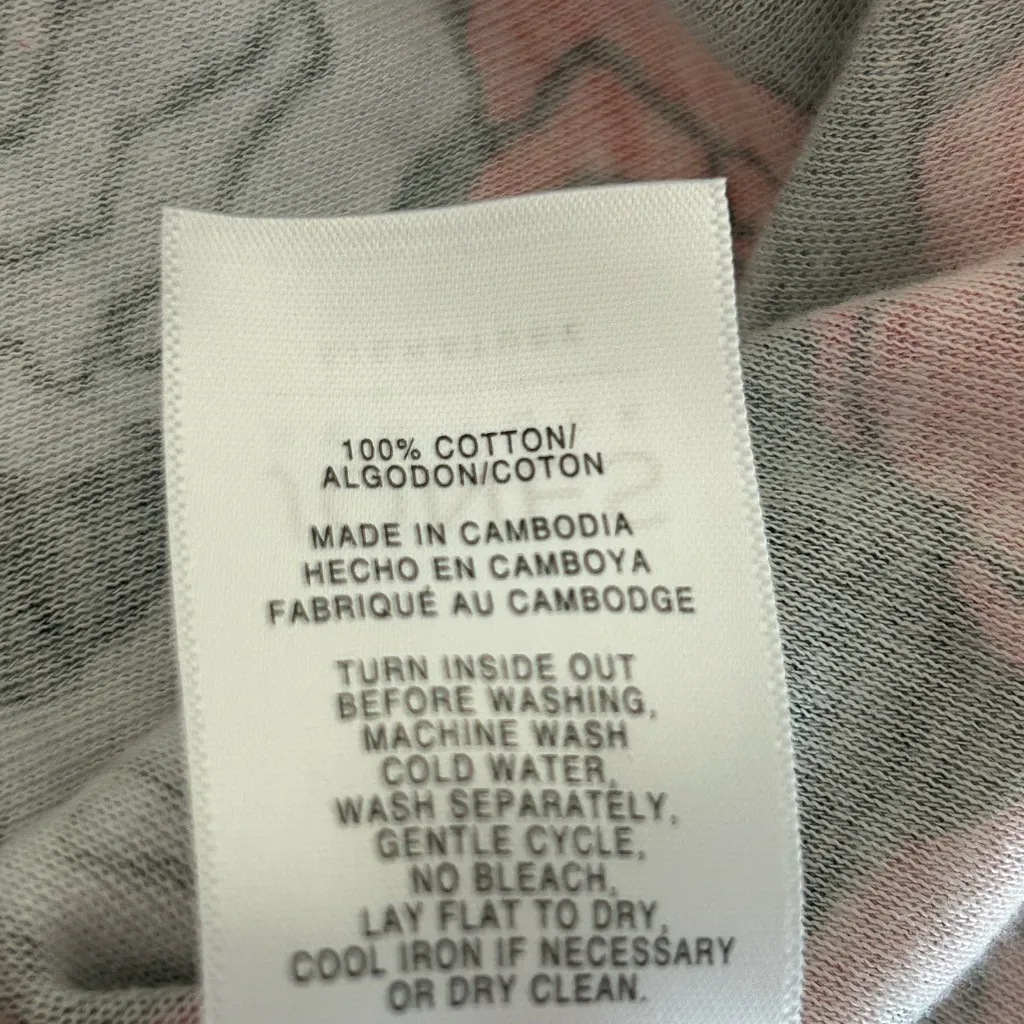 100% COTTON/
ALGODON/COTON
MADE IN CAMBODIA
HECHO EN CAMBOYA
FABRIQUÉ AU CAMBODGE
TURN INSIDE OUT
BEFORE WASHING,
MACHINE WASH
COLD WATER,
WASH SEPARATELY,
GENTLE CYCLE,
NO BLEACH,
LAY FLAT TO DRY,
COOL IRON IF NECESSARY
OR DRY CLEAN.